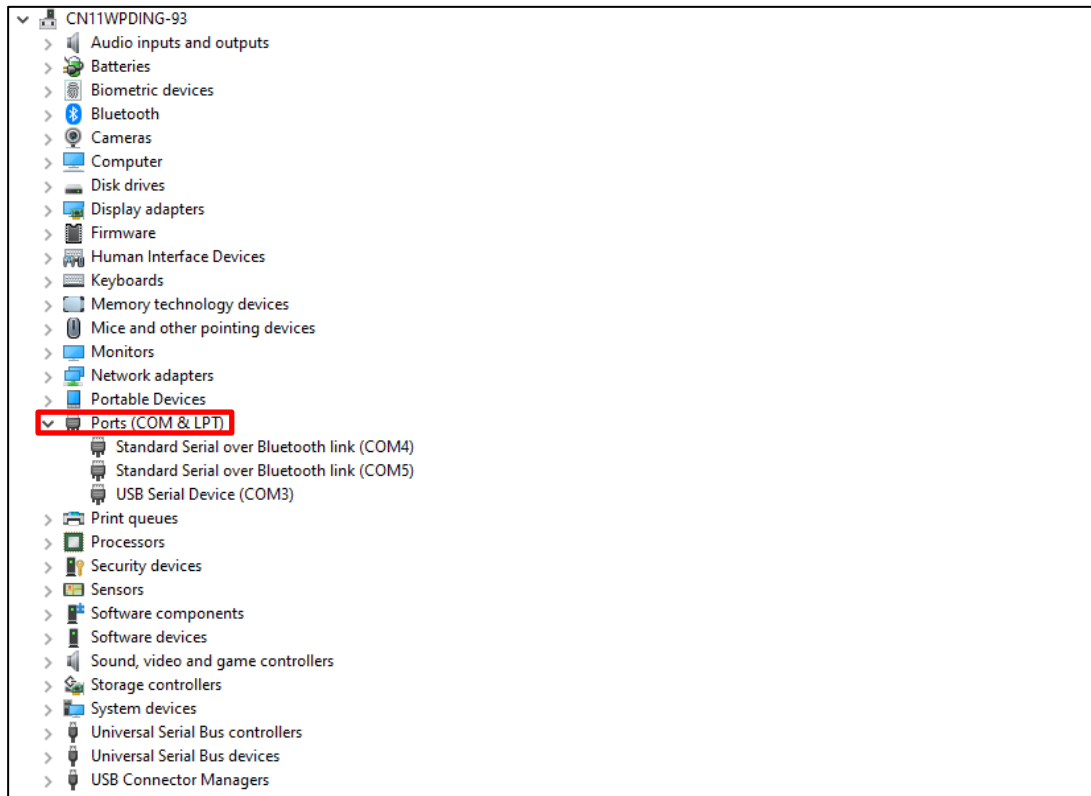 CN11WPDING-93
Audio inputs and outputs
Batteries
Biometric devices
Bluetooth
Cameras
Computer
Disk drives
Display adapters
Firmware
Human Interface Devices
Keyboards
Memory technology devices
Mice and other pointing devices
Monitors
Network adapters
Portable Devices
Ports (COM & LPT)
Standard Serial over Bluetooth link (COM4)
Standard Serial over Bluetooth link (COM5)
USB Serial Device (COM3)
Print queues
Processors
Security devices
Sensors
Software components
Software devices
Sound, video and game controllers
Storage controllers
System devices
Universal Serial Bus controllers
Universal Serial Bus devices
USB Connector Managers